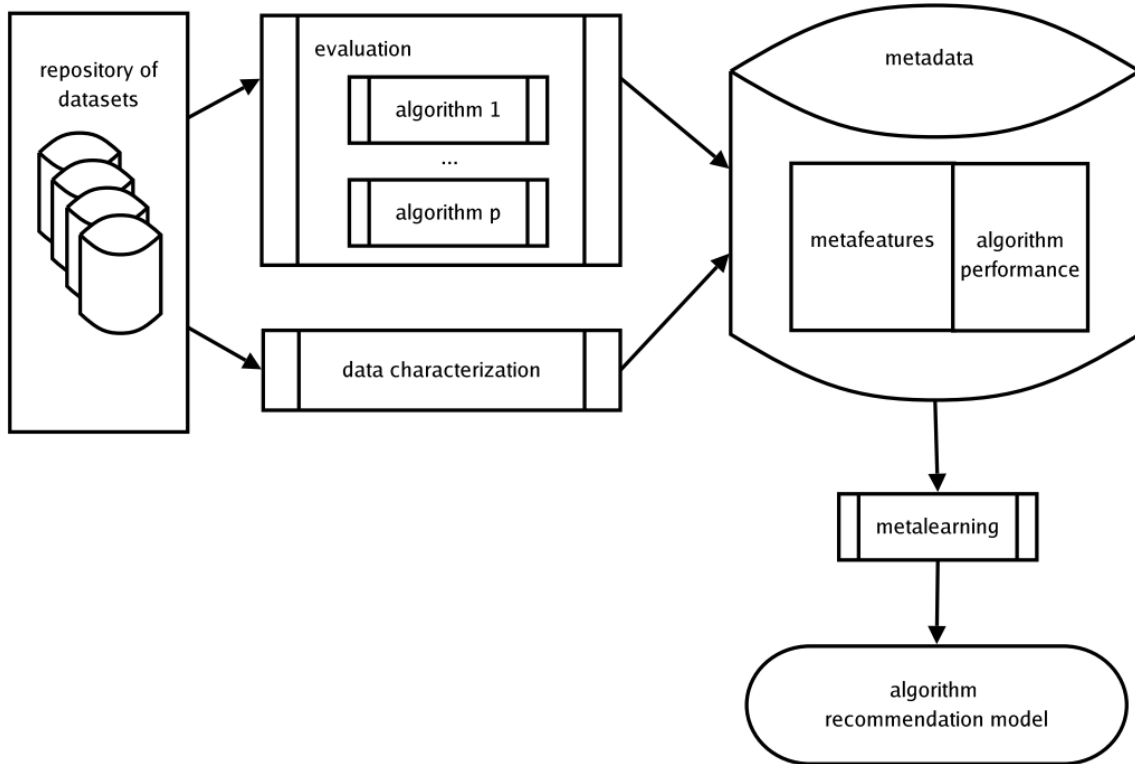 repository of
datasets
evaluation
algorithm 1
...
algorithm p
data characterization
metadata
metafeatures
algorithm
performance
metalearning
algorithm
recommendation model